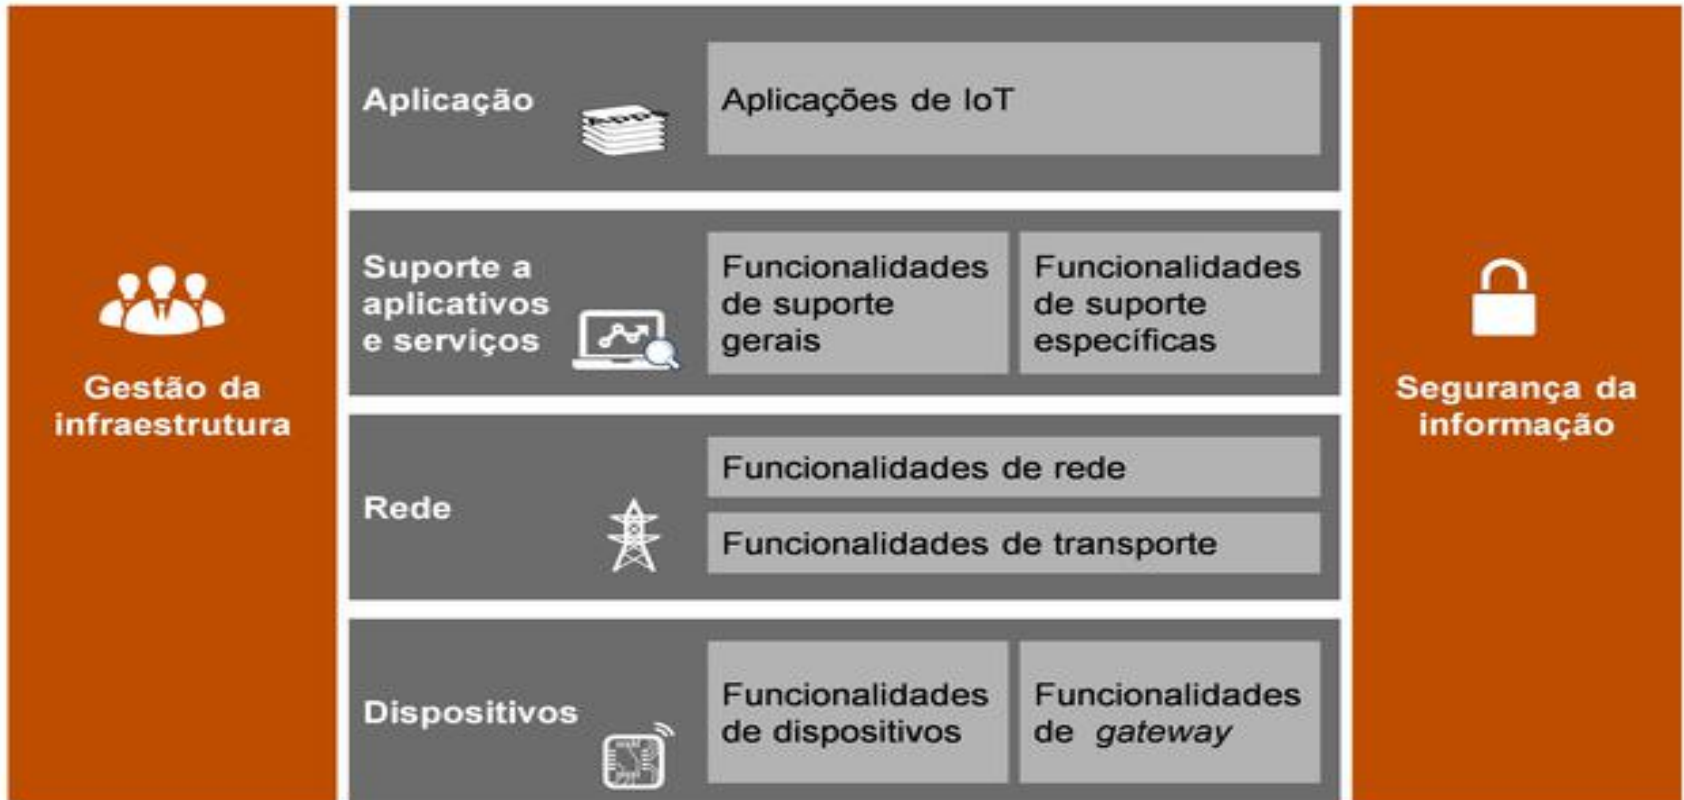 Gestão da
infraestrutura
Aplicação
APPS
Aplicações de IoT
Suporte a
aplicativos
e serviços
Funcionalidades
de suporte
gerais
Funcionalidades
de suporte
específicas
Rede
Funcionalidades de rede
Funcionalidades de transporte
Dispositivos
Funcionalidades
de dispositivos
Funcionalidades
de gateway
Segurança da
informação